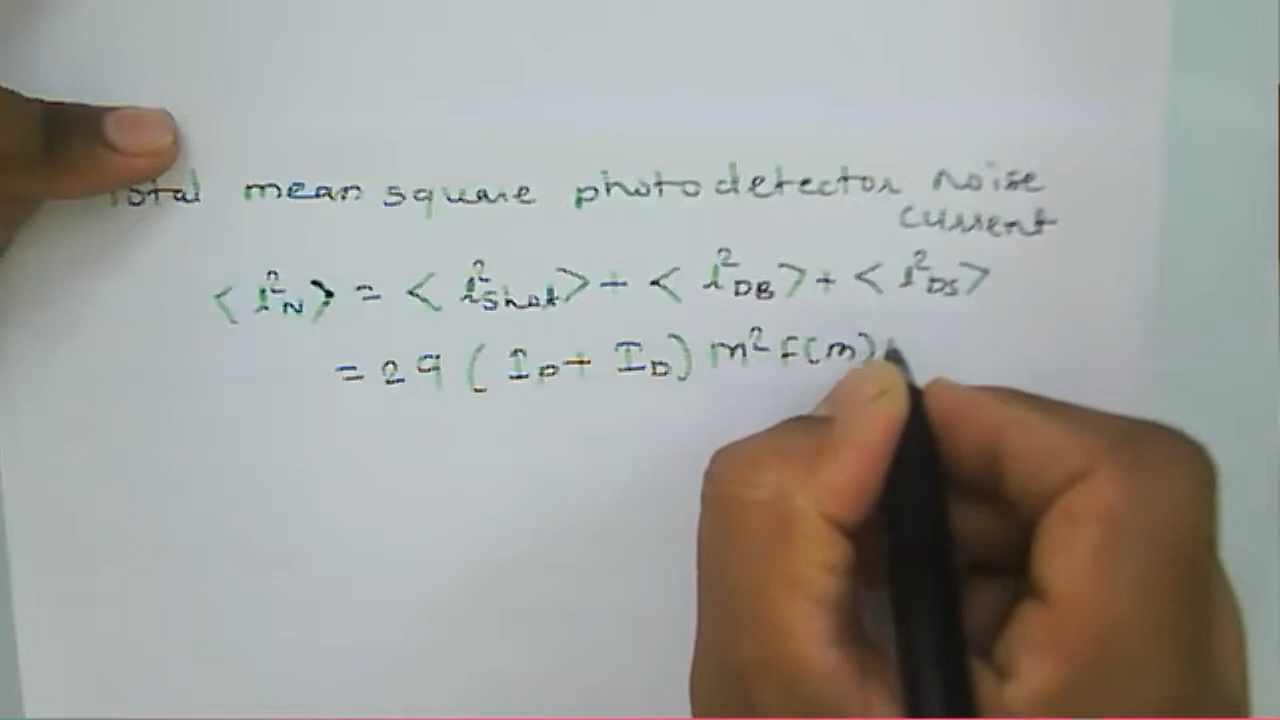 Total mean square photodetector noise
current
< i²N > = < i²Shot > + < i²DB > + < i²DS >
= 2q ( IP + ID ) m² F(m)